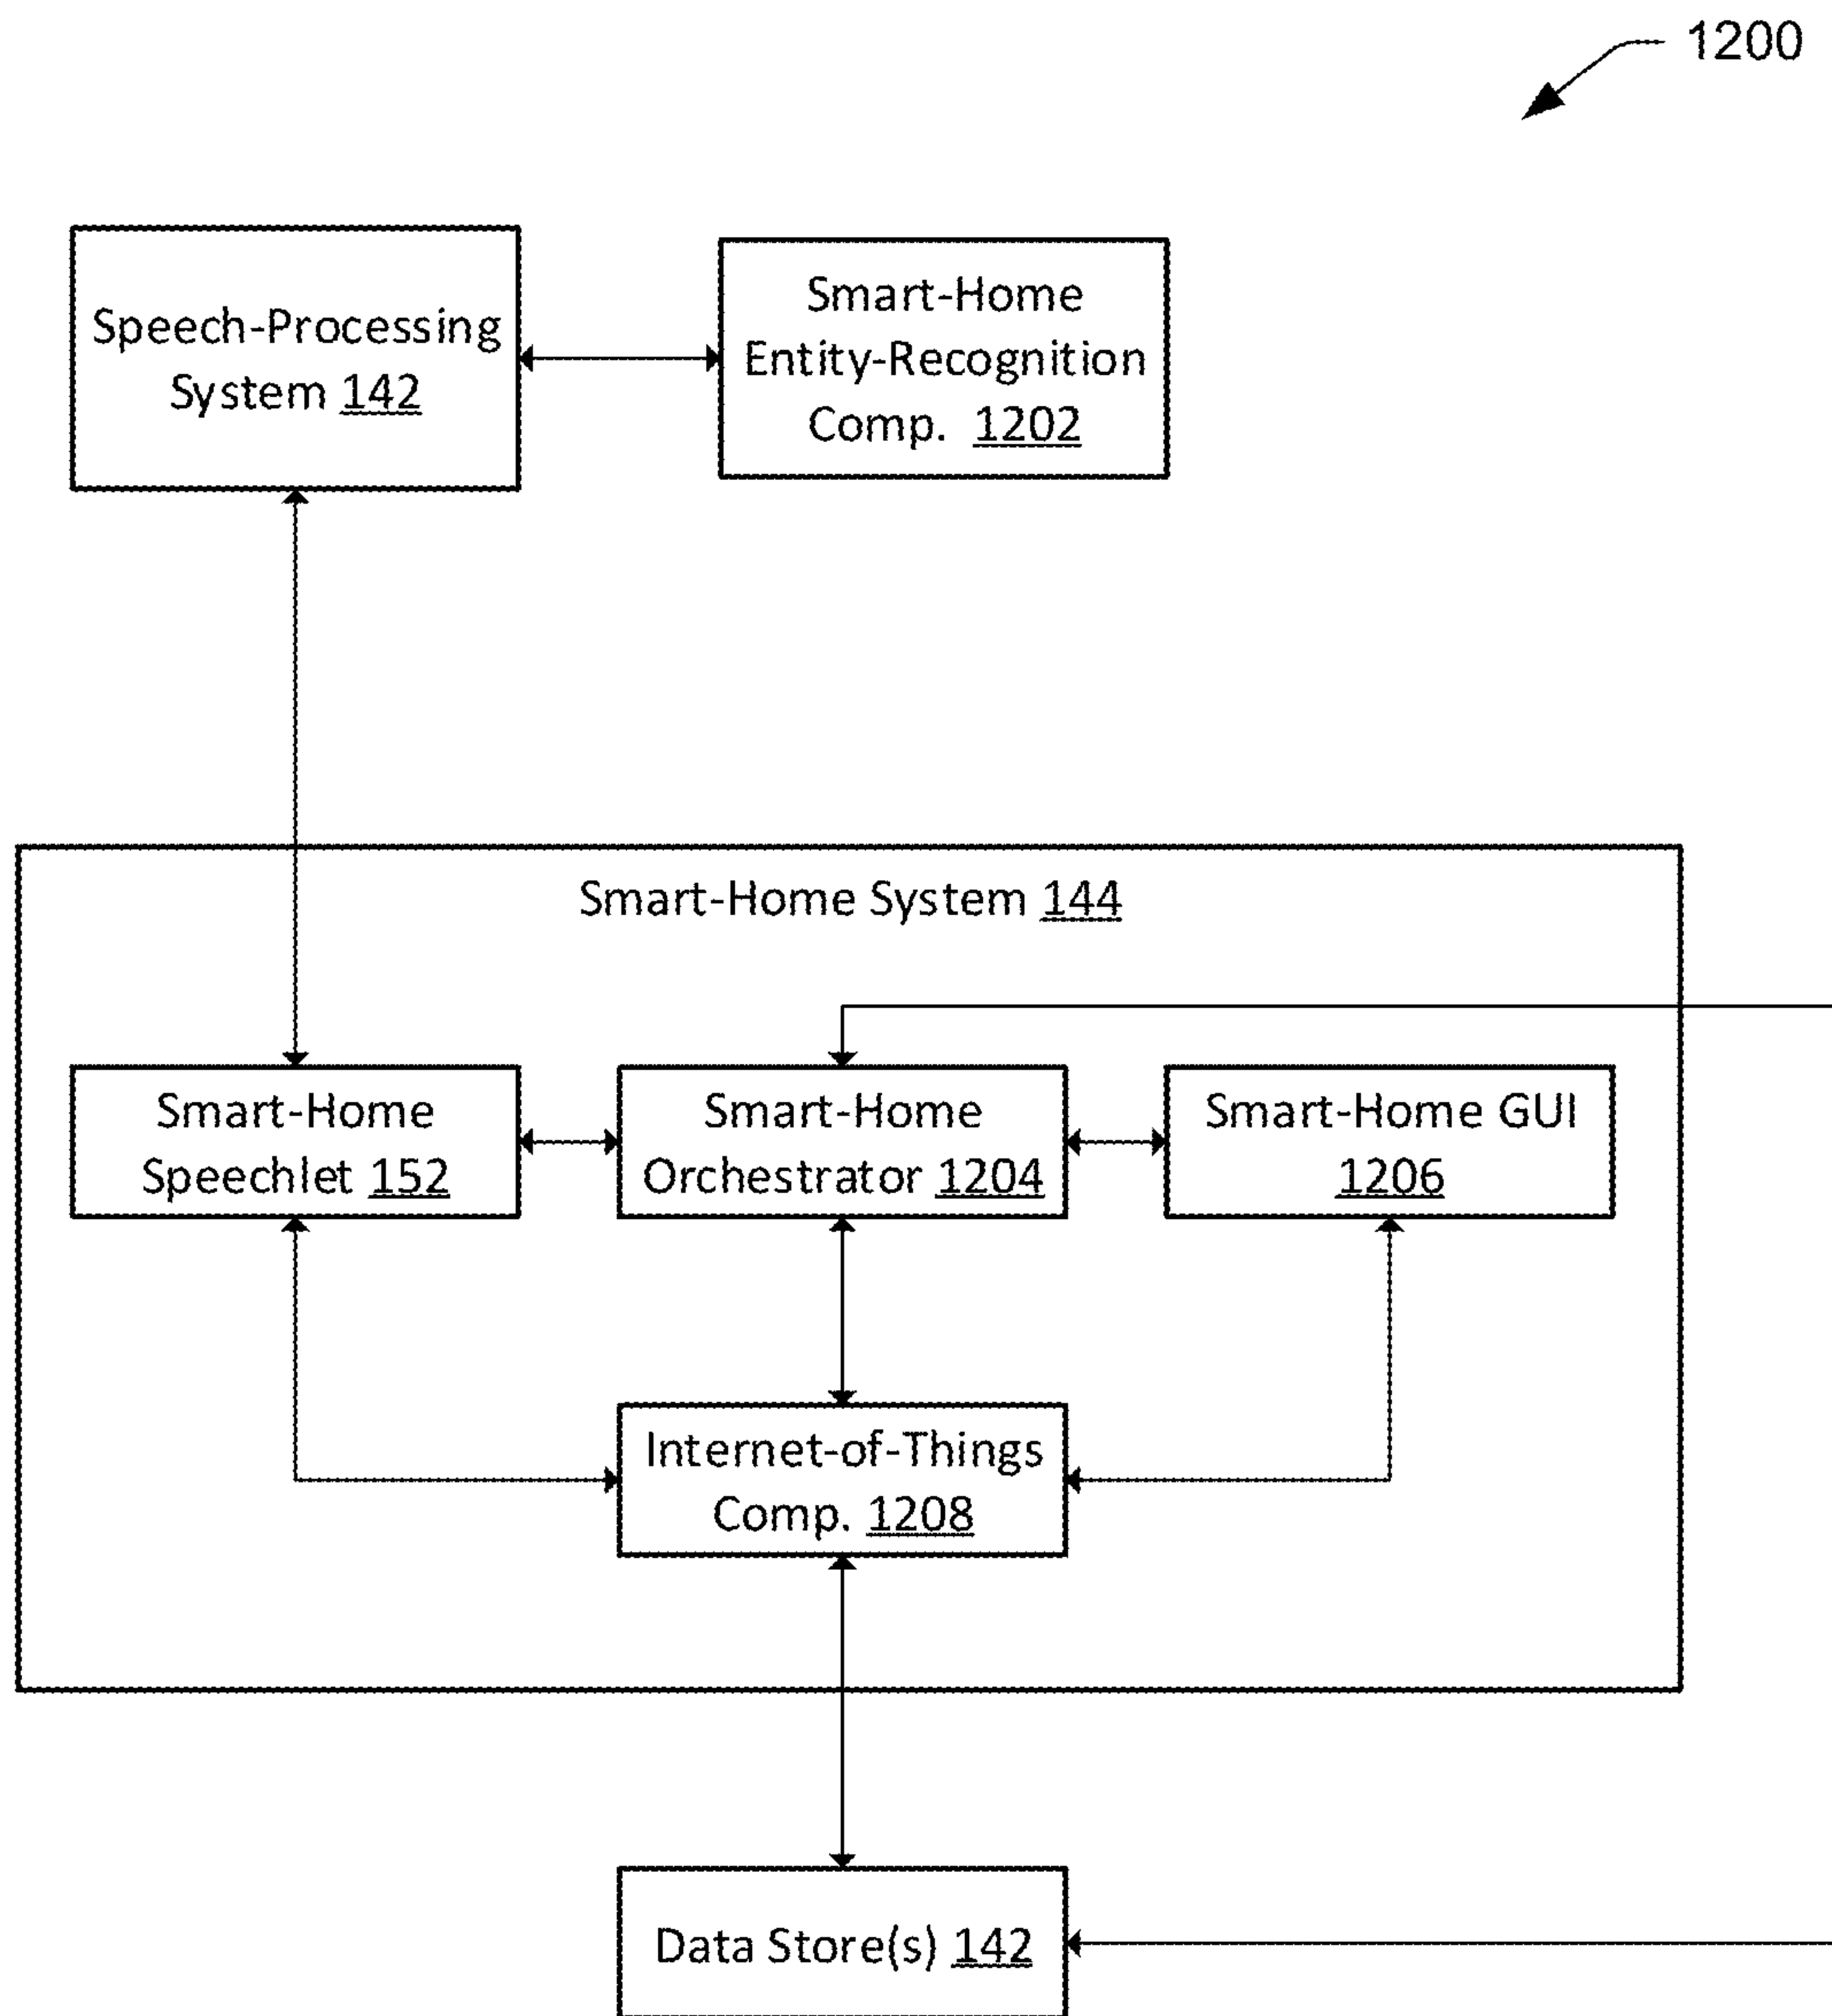 1200
Speech-Processing
System 142
Smart-Home
Entity-Recognition
Comp. 1202
Smart-Home System 144
Smart-Home
Speechlet 152
Smart-Home
Orchestrator 1204
Smart-Home GUI
1206
Internet-of-Things
Comp. 1208
Data Store(s) 142